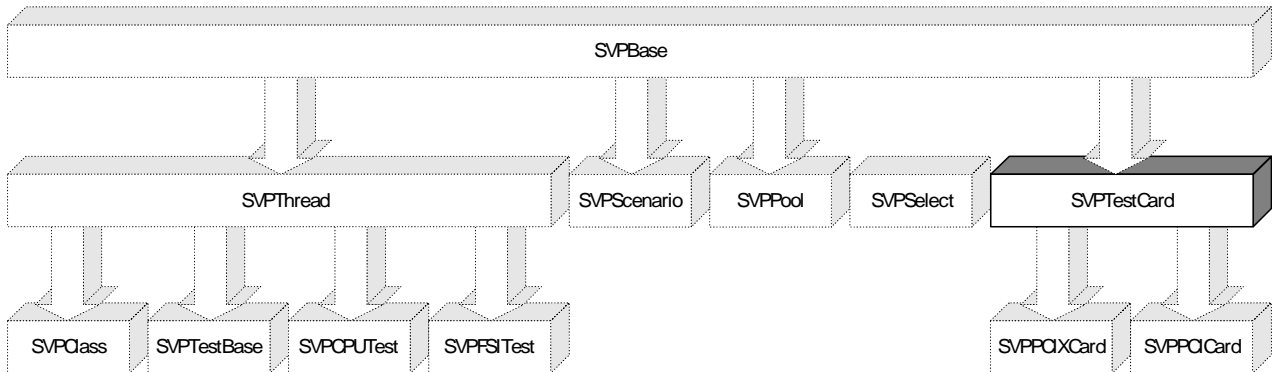 SVPBase
SVPThread
SVPScenario
SVPPool
SVPSelect
SVPTestCard
SVPClass
SVPTestBase
SVPCPUTest
SVPFSITest
SVPPCIXCard
SVPPCICard